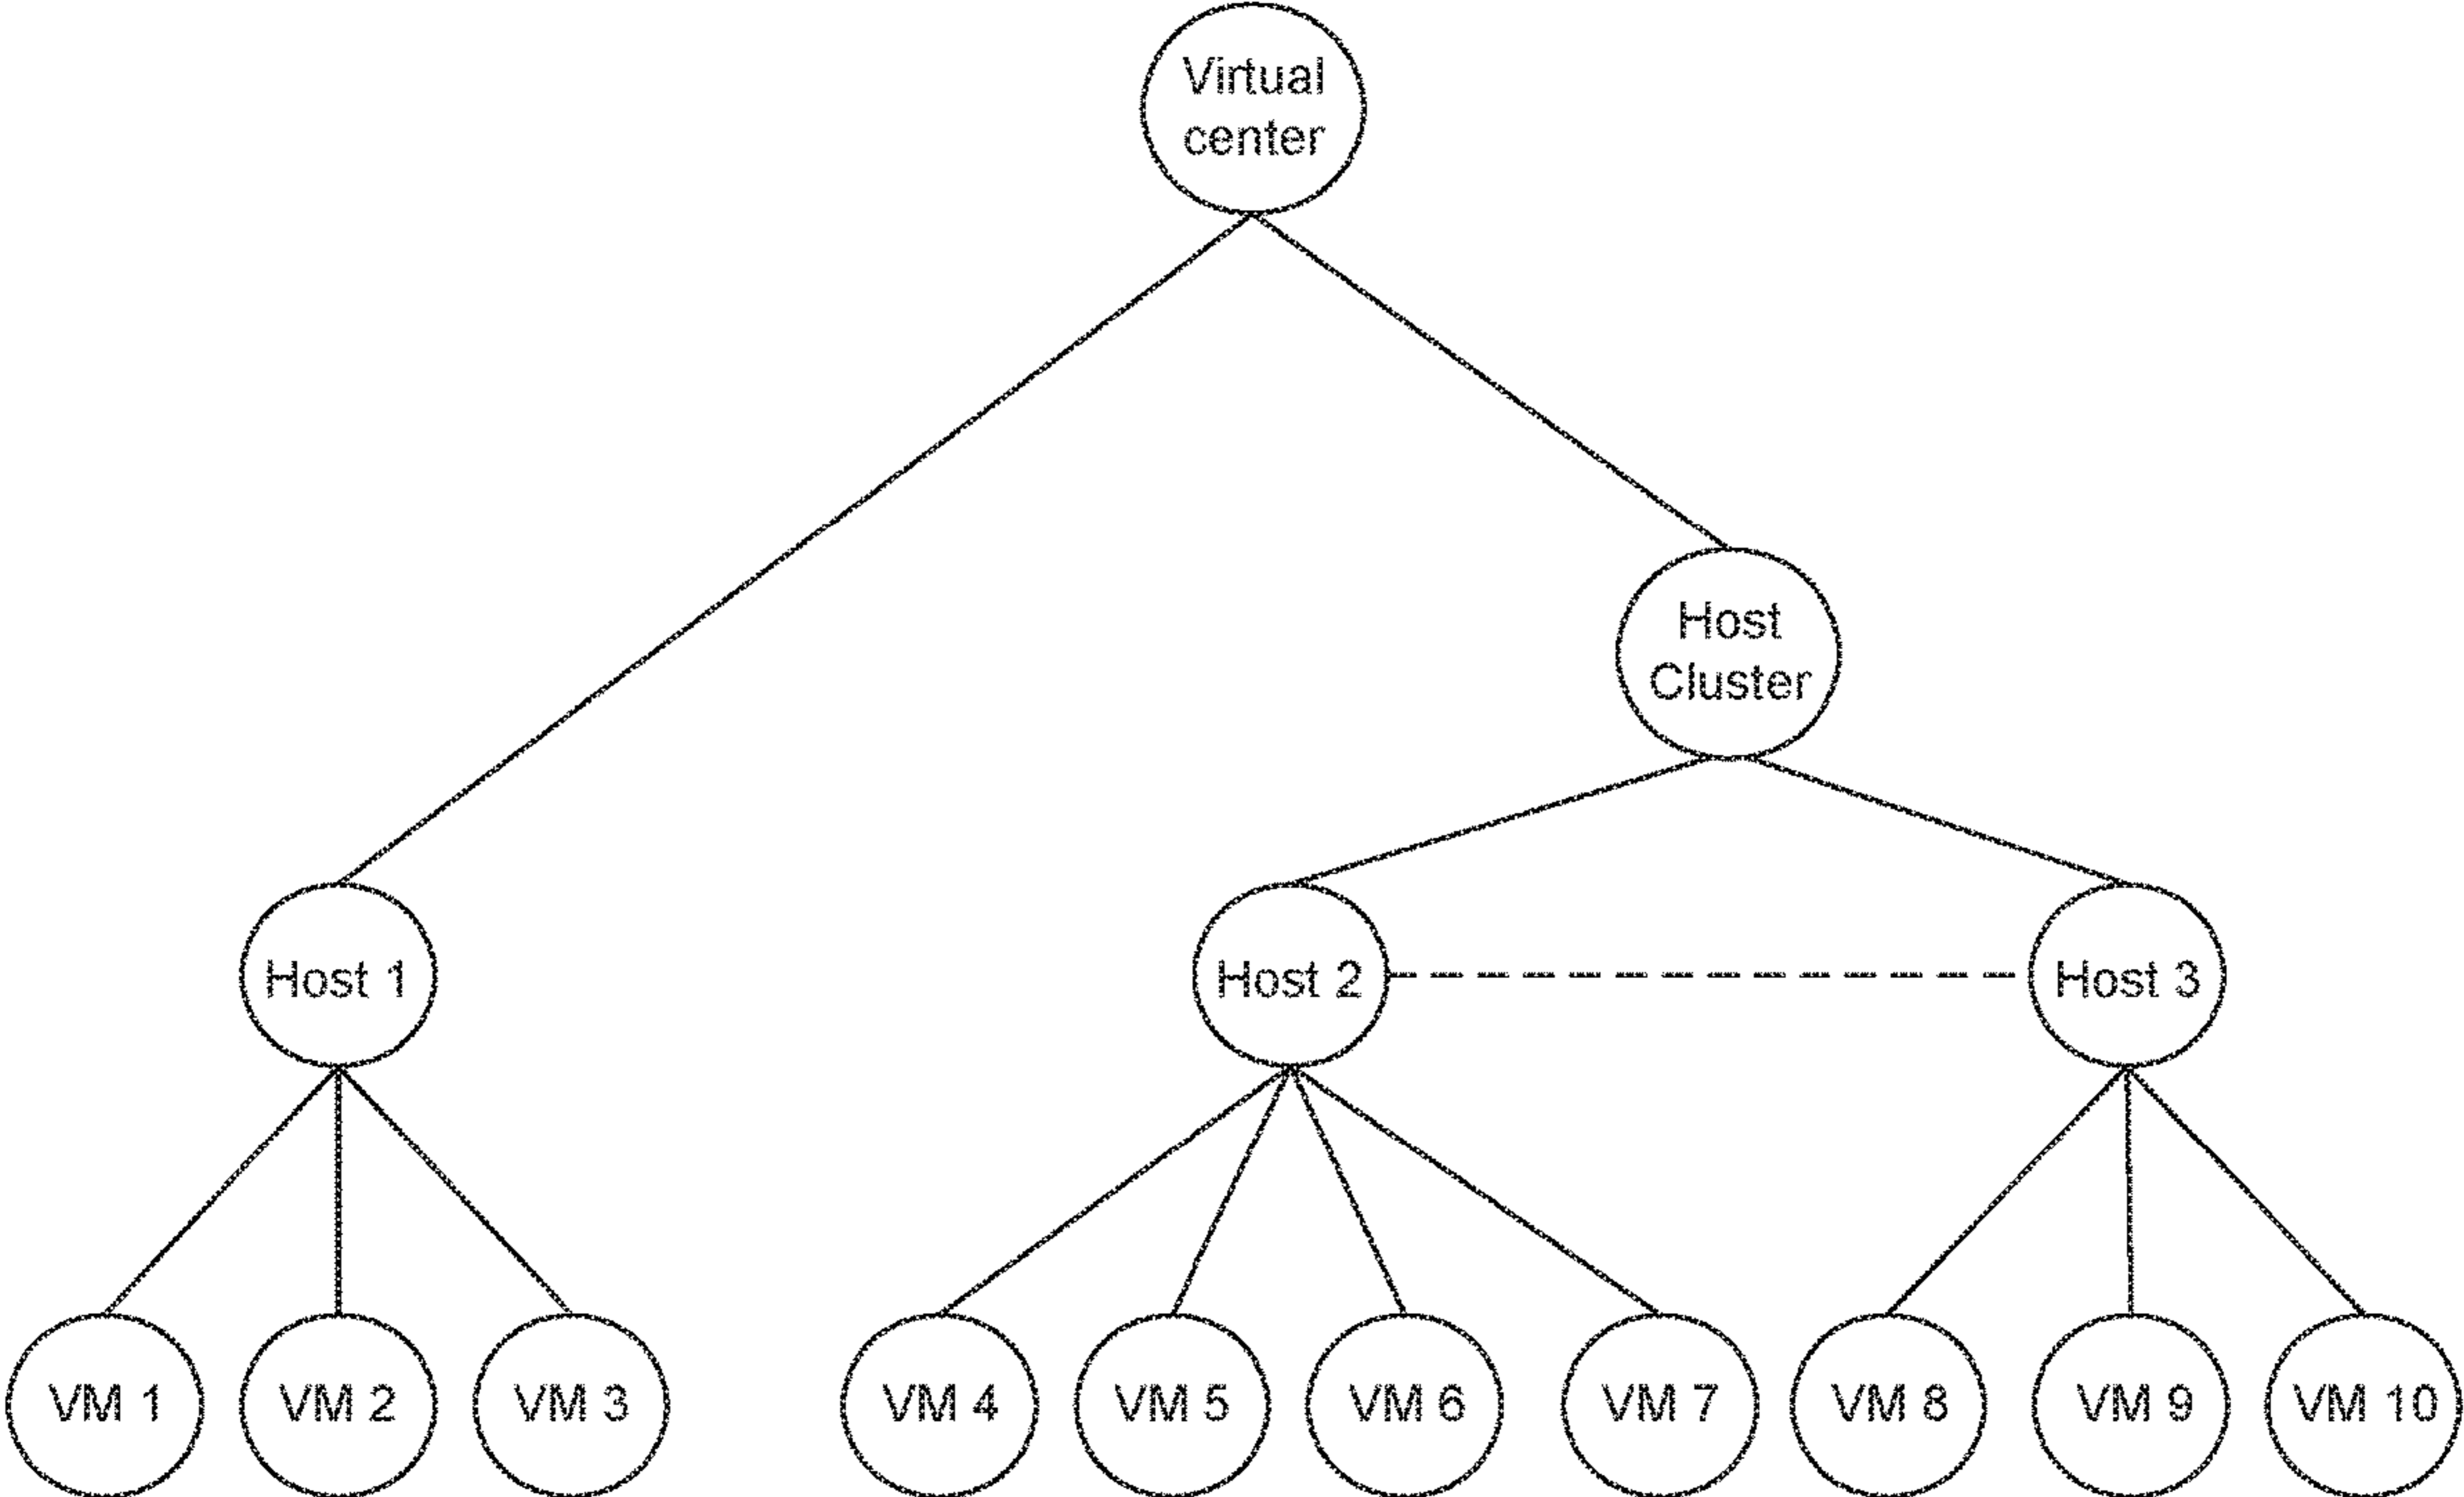 Virtual
center
Host
Cluster
Host 1
Host 2
Host 3
VM 1
VM 2
VM 3
VM 4
VM 5
VM 6
VM 7
VM 8
VM 9
VM 10